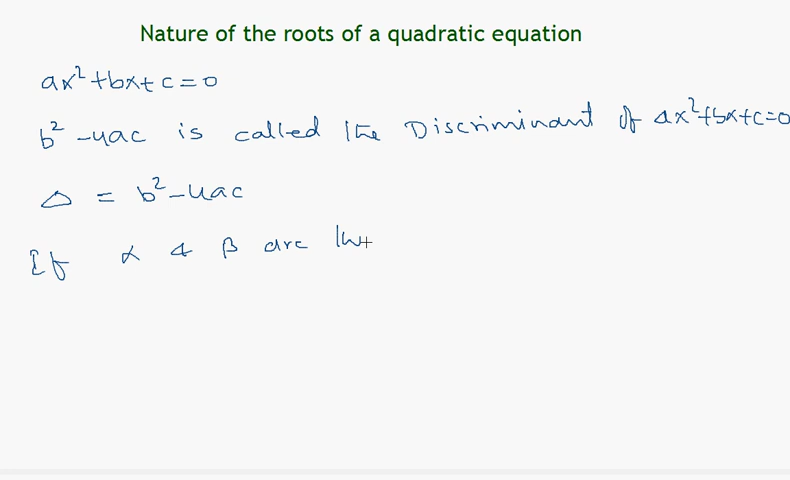 Nature of the roots of a quadratic equation
ax²+bx+c=0
b²-4ac is called the Discriminant of ax²+bx+c=0
Δ = b²-4ac
If α & β are